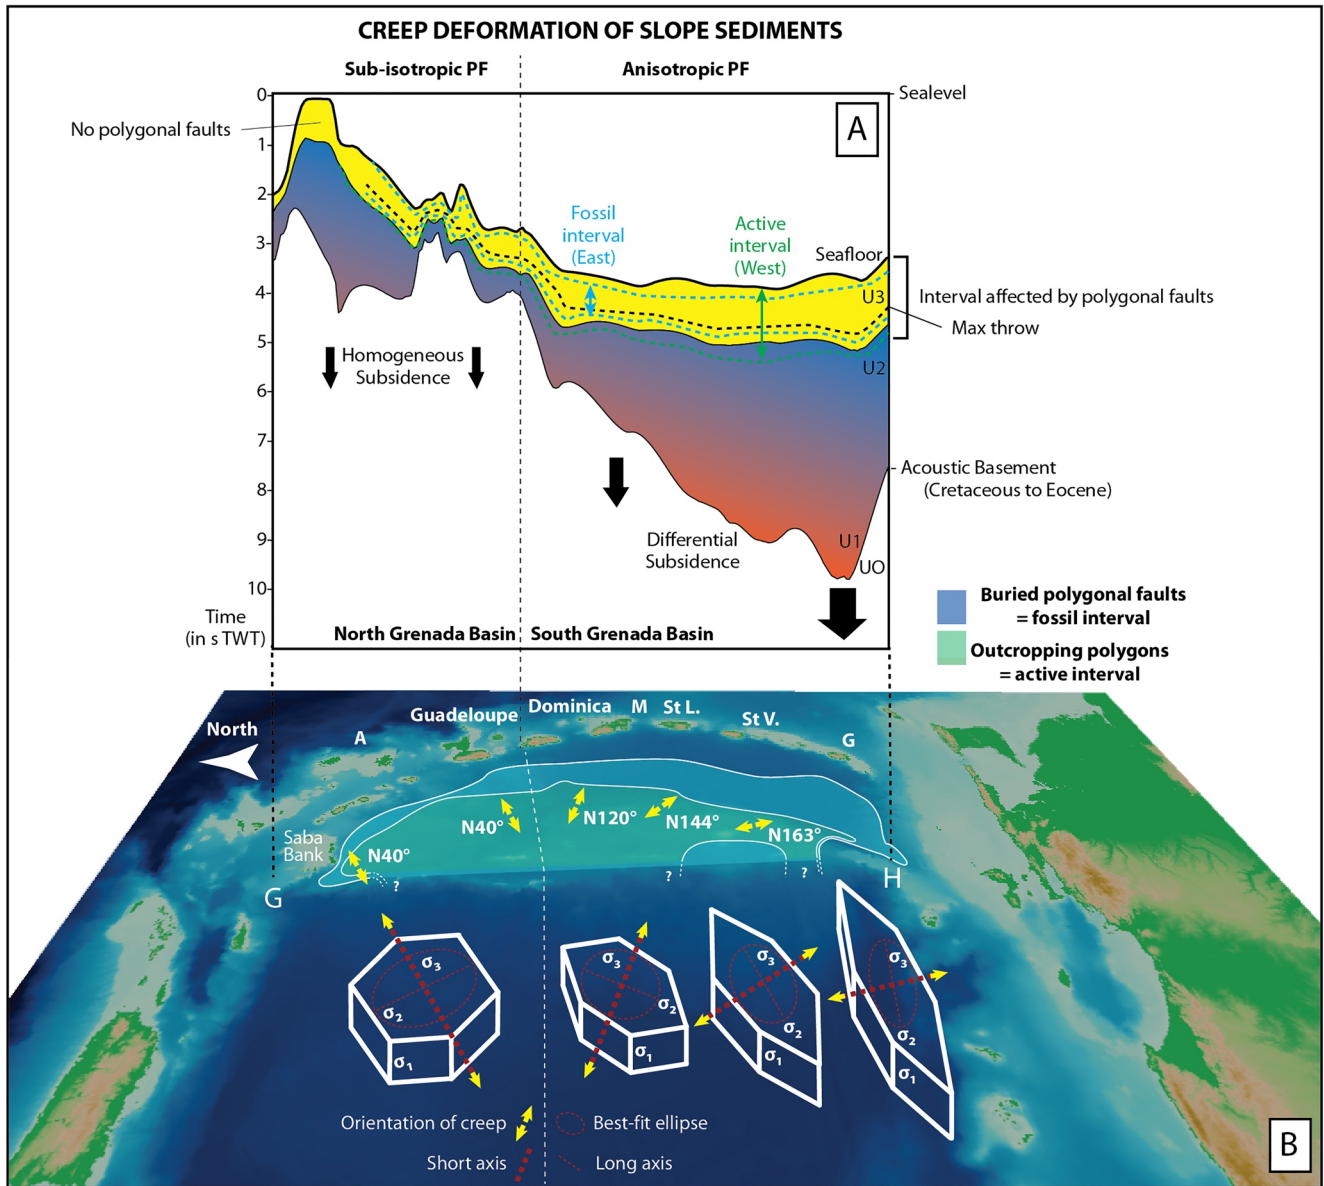 CREEP DEFORMATION OF SLOPE SEDIMENTS
Sub-isotropic PF
Anisotropic PF
0
Sealevel
A
No polygonal faults
1
2
Fossil
interval
(East)
Active
interval
(West)
3
Seafloor
4
U3
Interval affected by polygonal faults
Max throw
5
Homogeneous
Subsidence
U2
6
7
Acoustic Basement
(Cretaceous to Eocene)
8
9
Differential
Subsidence
U1
UO
10
Time
(in s TWT)
North Grenada Basin
South Grenada Basin
Buried polygonal faults
= fossil interval
Outcropping polygons
= active interval
North
A
Guadeloupe
Dominica
M
St L.
St V.
G
Saba
Bank
N40°
N40°
N120°
N144°
N163°
?
?
?
G
H
σ3
σ2
σ1
σ3
σ2
σ1
σ3
σ2
σ1
σ3
σ2
σ1
Orientation of creep
Best-fit ellipse
Short axis
Long axis
B